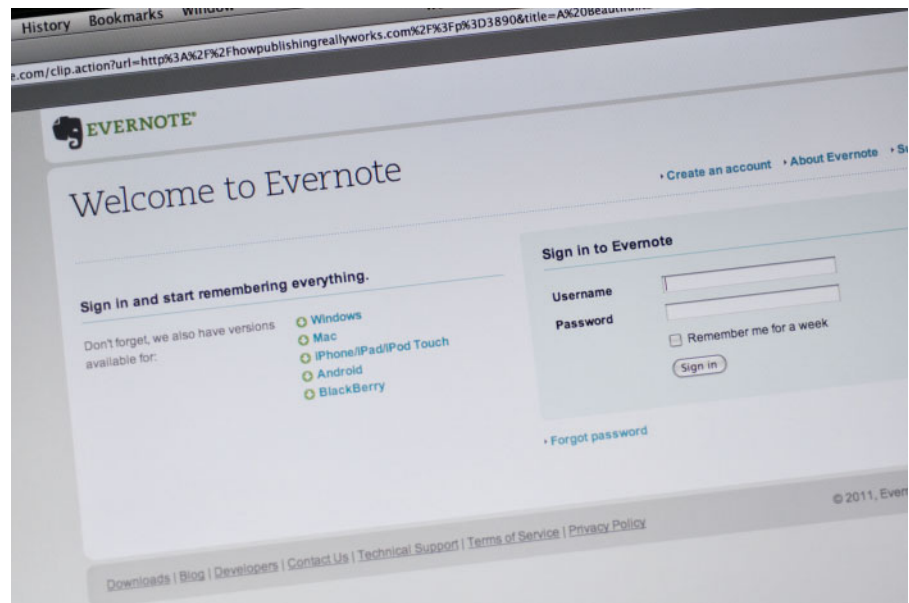 History Bookmarks Window
e.com/clip.action?url=http%3A%2F%2Fhowpublishingreallyworks.com%2F%3Fp%3D3890&title=A%20Beautiful
EVERNOTE®
Welcome to Evernote
Create an account About Evernote Su
Sign in and start remembering everything.
Don't forget, we also have versions
available for:
Windows
Mac
iPhone/iPad/iPod Touch
Android
BlackBerry
Sign in to Evernote
Username
Password
Remember me for a week
Sign in
Forgot password
© 2011, Evern
Downloads | Blog | Developers | Contact Us | Technical Support | Terms of Service | Privacy Policy